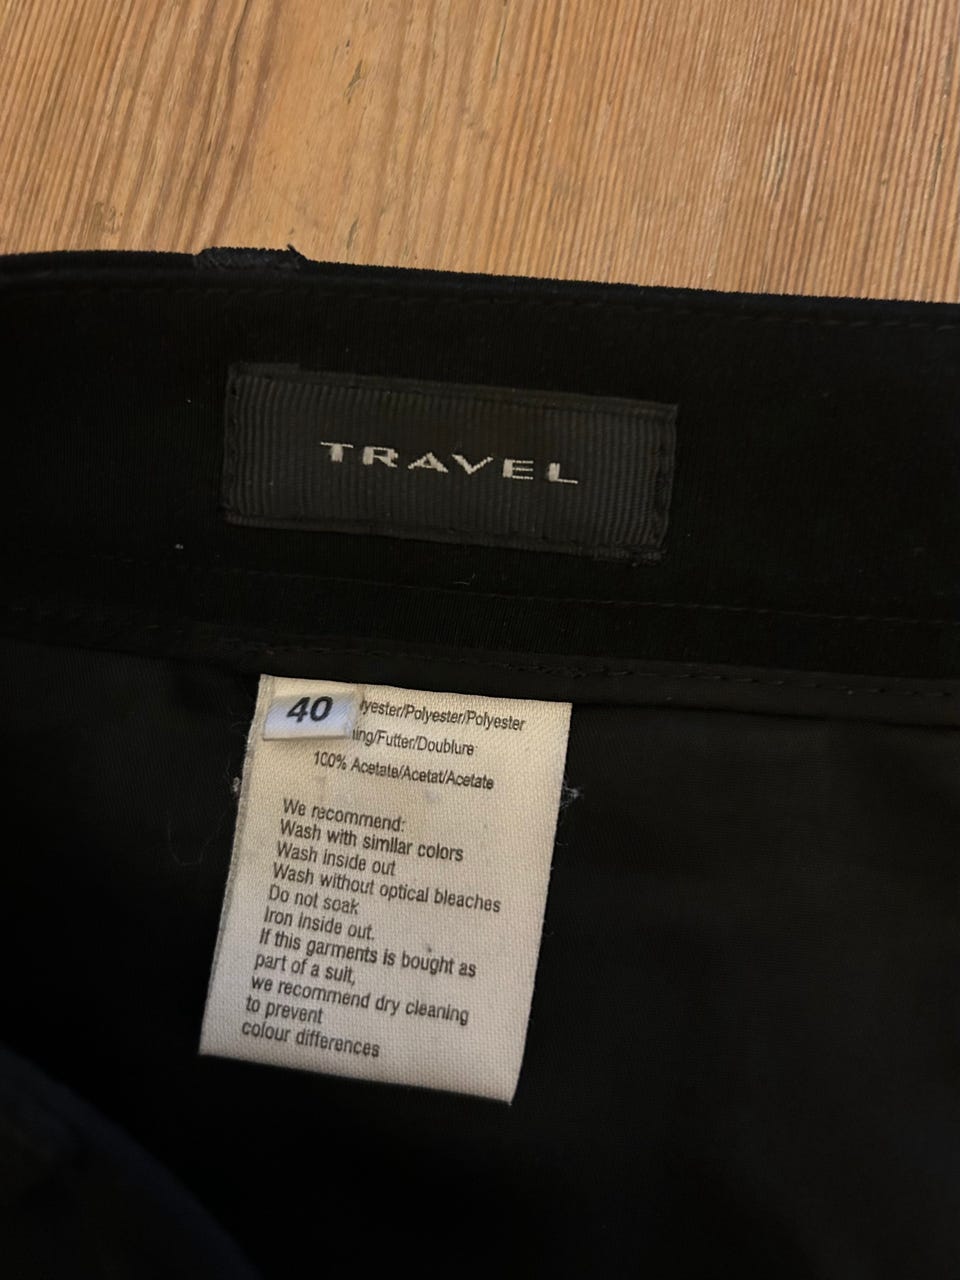 TRAVEL
40
lyester/Polyester/Polyester
ing/Futter/Doublure
100% Acetate/Acetat/Acetate
We recommend:
Wash with similar colors
Wash inside out
Wash without optical bleaches
Do not soak
Iron inside out.
If this garments is bought as
part of a suit,
we recommend dry cleaning
to prevent
colour differences